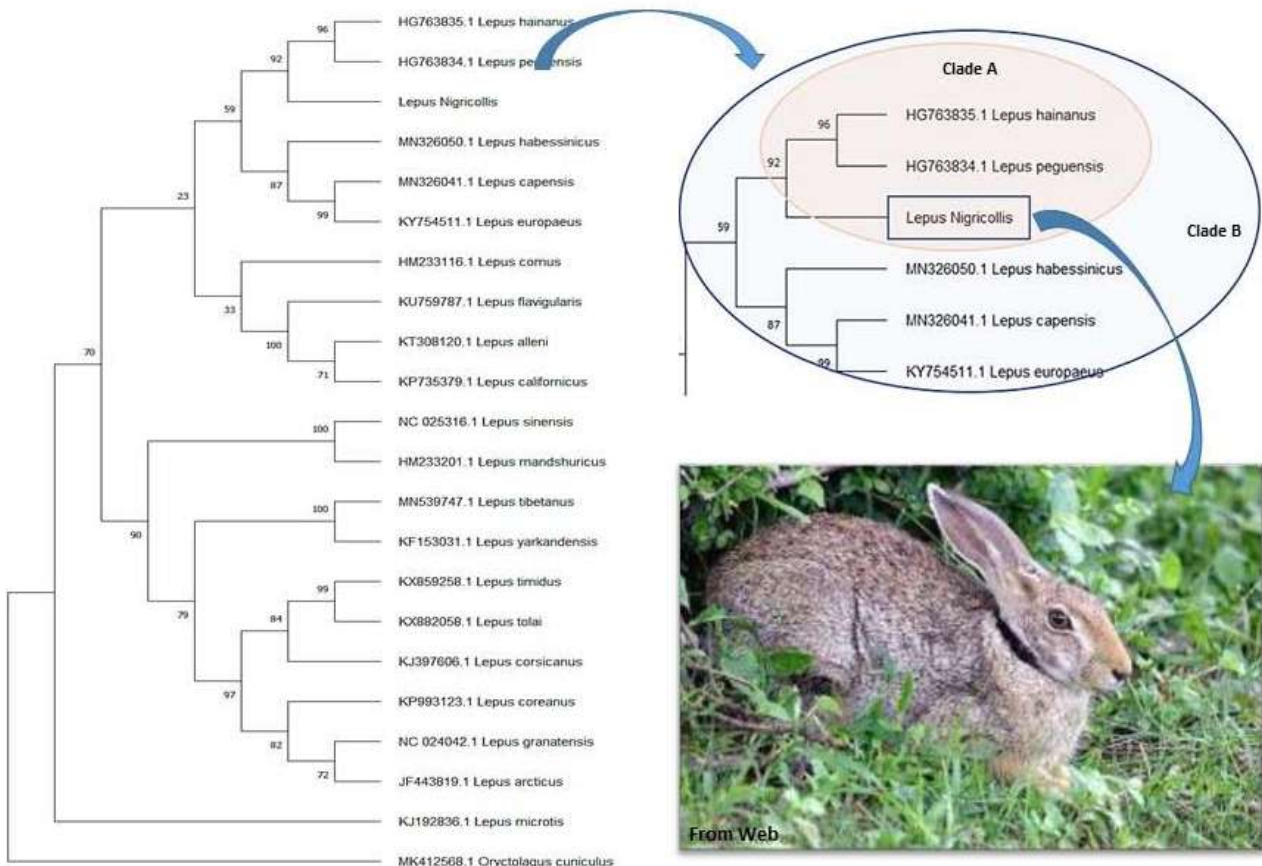 HG763835.1 Lepus hainanus
HG763834.1 Lepus peguensis
Lepus Nigricollis
MN326050.1 Lepus habessinicus
MN326041.1 Lepus capensis
KY754511.1 Lepus europaeus
HM233116.1 Lepus comus
KU759787.1 Lepus flavigularis
KT308120.1 Lepus alleni
KP735379.1 Lepus californicus
NC 025316.1 Lepus sinensis
HM233201.1 Lepus mandshuricus
MN539747.1 Lepus tibetanus
KF153031.1 Lepus yarkandensis
KX859258.1 Lepus timidus
KX882058.1 Lepus tolai
KJ397606.1 Lepus corsicanus
KP993123.1 Lepus coreanus
NC 024042.1 Lepus granatensis
JF443819.1 Lepus arcticus
KJ192836.1 Lepus microtis
MK412568.1 Oryctolagus cuniculus
96
92
59
87
99
23
33
100
71
70
100
90
100
79
99
84
97
82
72
Clade A
HG763835.1 Lepus hainanus
96
HG763834.1 Lepus peguensis
92
Lepus Nigricollis
59
Clade B
MN326050.1 Lepus habessinicus
87
MN326041.1 Lepus capensis
99
KY754511.1 Lepus europaeus
From Web